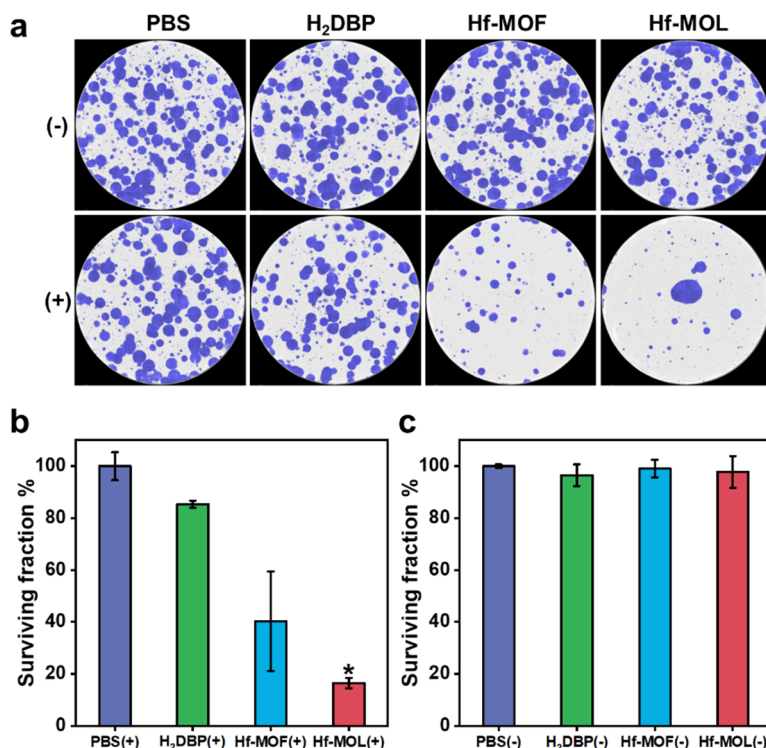 a
PBS H₂DBP Hf-MOF Hf-MOL
(-)
(+)
b
Surviving fraction %
100
80
60
40
20
0
*
PBS(+) H₂DBP(+) Hf-MOF(+) Hf-MOL(+)
c
Surviving fraction %
100
80
60
40
20
0
PBS(-) H₂DBP(-) Hf-MOF(-) Hf-MOL(-)